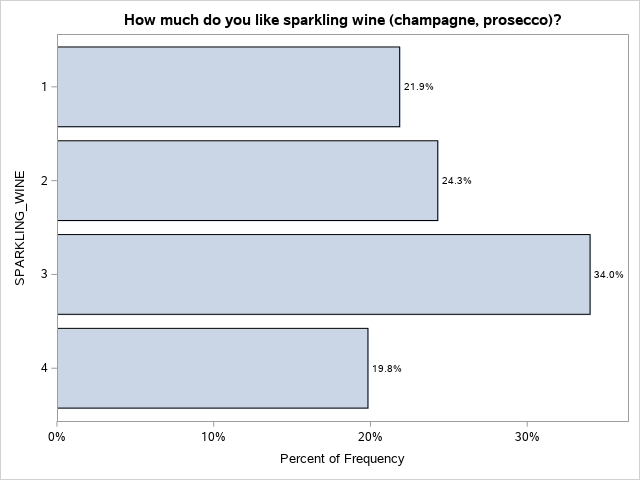 How much do you like sparkling wine (champagne, prosecco)?
1
21.9%
2
24.3%
3
34.0%
4
19.8%
SPARKLING_WINE
0% 10% 20% 30%
Percent of Frequency